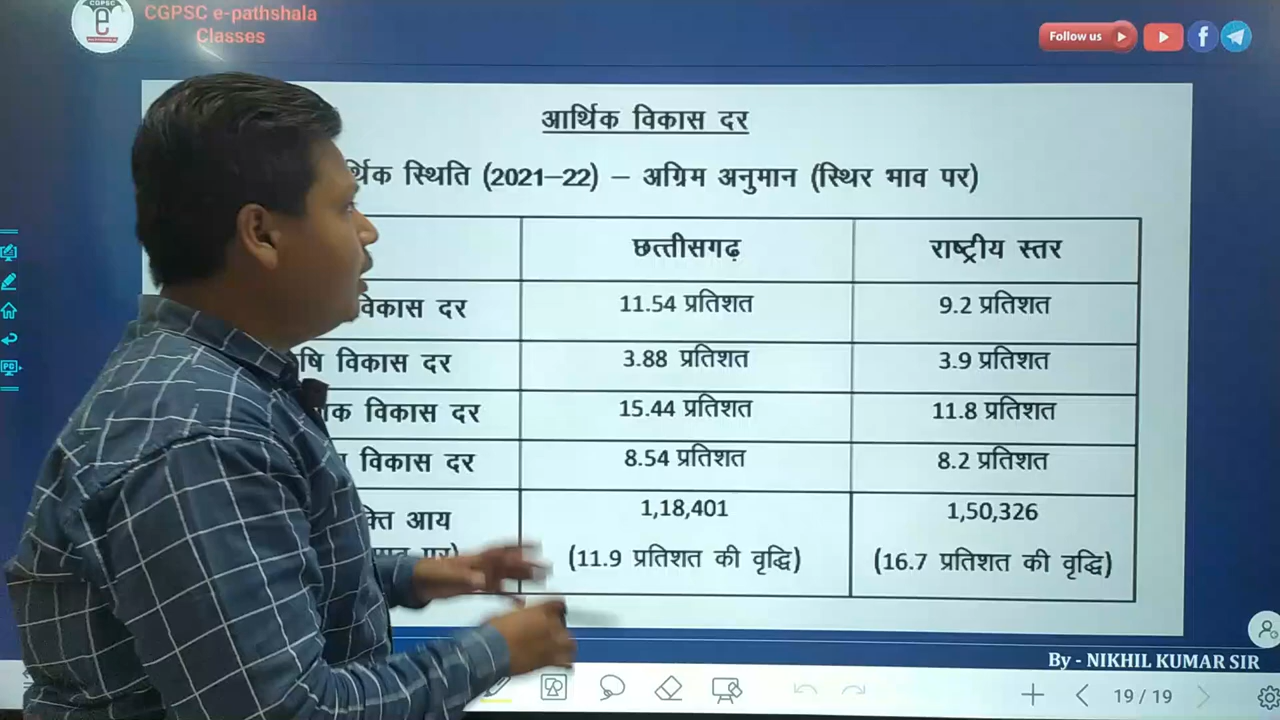 CGPSC
e
CGPSC e-pathshala
Classes
Follow us
आर्थिक विकास दर
स्थिति (2021–22) – अग्रिम अनुमान (स्थिर भाव पर)
छत्तीसगढ़ राष्ट्रीय स्तर
विकास दर 11.54 प्रतिशत 9.2 प्रतिशत
विकास दर 3.88 प्रतिशत 3.9 प्रतिशत
विकास दर 15.44 प्रतिशत 11.8 प्रतिशत
विकास दर 8.54 प्रतिशत 8.2 प्रतिशत
आय 1,18,401 1,50,326
(11.9 प्रतिशत की वृद्धि) (16.7 प्रतिशत की वृद्धि)
By - NIKHIL KUMAR SIR
19 / 19